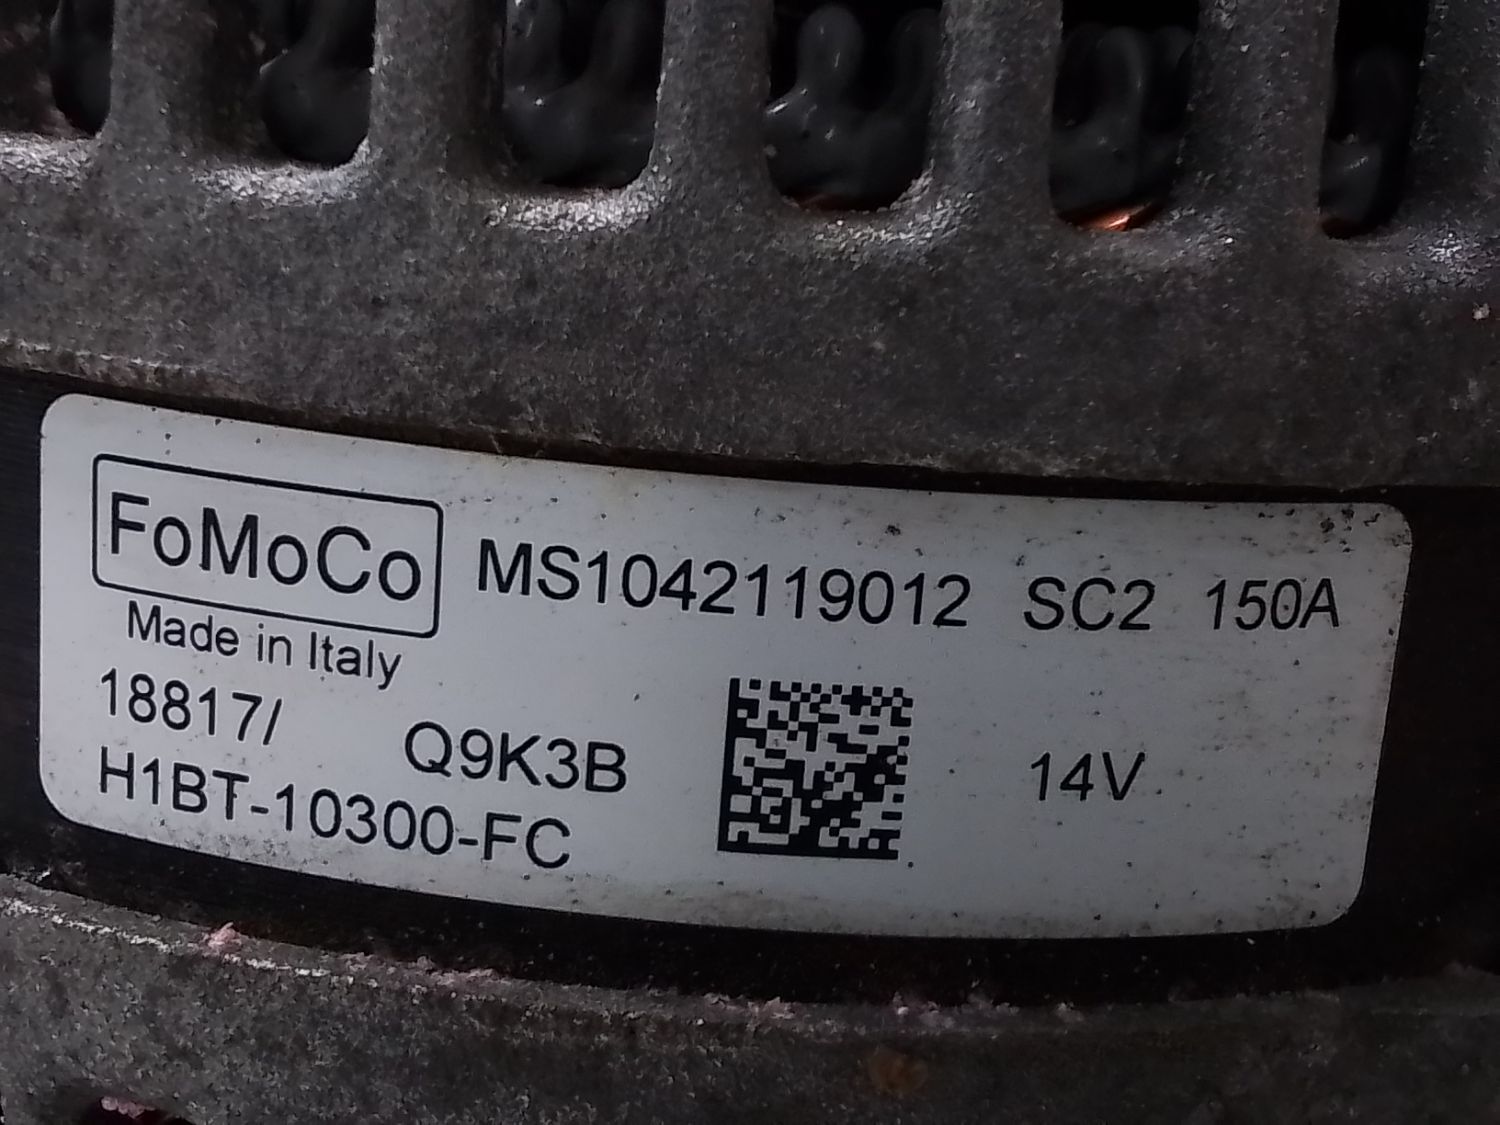 FoMoCo MS1042119012 SC2 150A
Made in Italy
18817/ Q9K3B 14V
H1BT-10300-FC